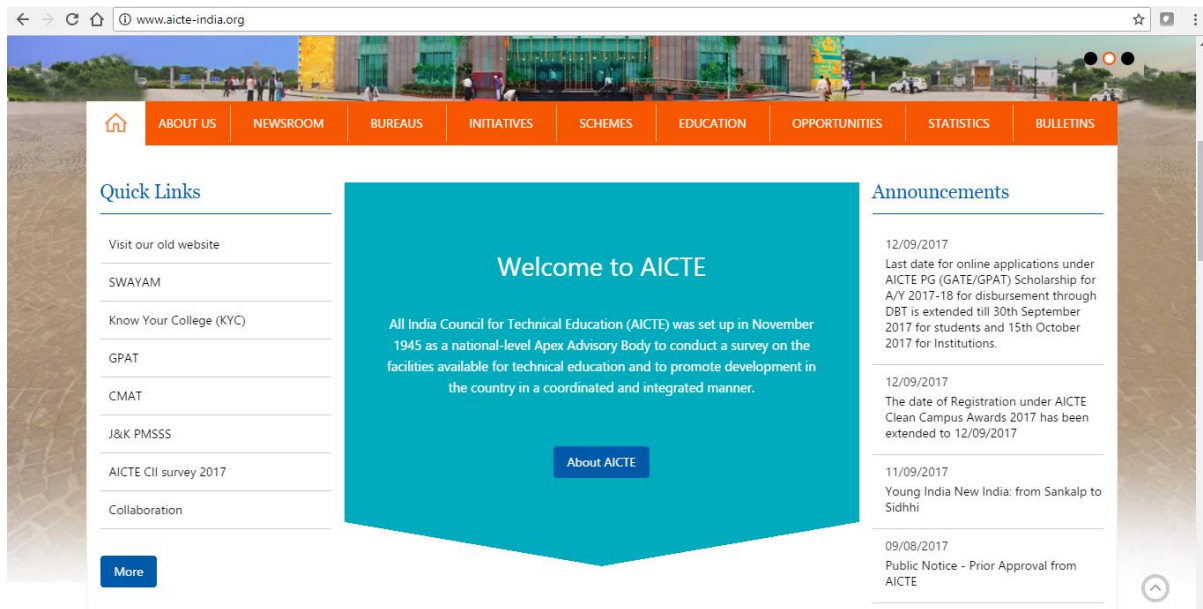 www.aicte-india.org
ABOUT US NEWSROOM BUREAUS INITIATIVES SCHEMES EDUCATION OPPORTUNITIES STATISTICS BULLETINS
Quick Links
Visit our old website
SWAYAM
Know Your College (KYC)
GPAT
CMAT
J&K PMSSS
AICTE CII survey 2017
Collaboration
More
Welcome to AICTE
All India Council for Technical Education (AICTE) was set up in November
1945 as a national-level Apex Advisory Body to conduct a survey on the
facilities available for technical education and to promote development in
the country in a coordinated and integrated manner.
About AICTE
Announcements
12/09/2017
Last date for online applications under
AICTE PG (GATE/GPAT) Scholarship for
A/Y 2017-18 for disbursement through
DBT is extended till 30th September
2017 for students and 15th October
2017 for Institutions.
12/09/2017
The date of Registration under AICTE
Clean Campus Awards 2017 has been
extended to 12/09/2017
11/09/2017
Young India New India: from Sankalp to
Sidhhi
09/08/2017
Public Notice - Prior Approval from
AICTE